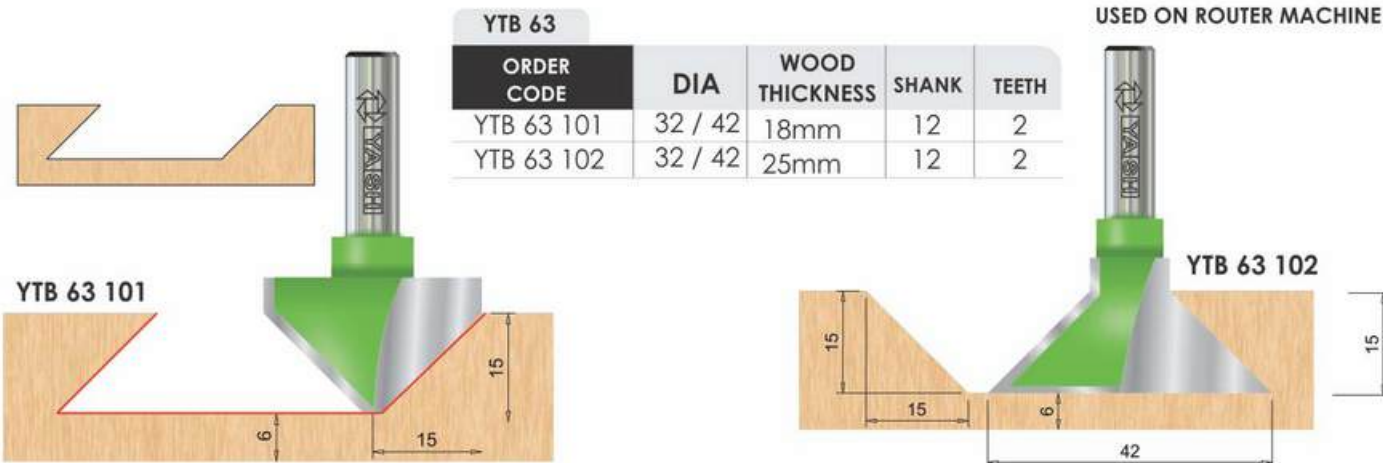 USED ON ROUTER MACHINE
YTB 63
ORDER CODE DIA WOOD THICKNESS SHANK TEETH
YTB 63 101 32 / 42 18mm 12 2
YTB 63 102 32 / 42 25mm 12 2
YASHI
YASHI
YTB 63 101
15
6
15
YTB 63 102
15
15
15
6
42